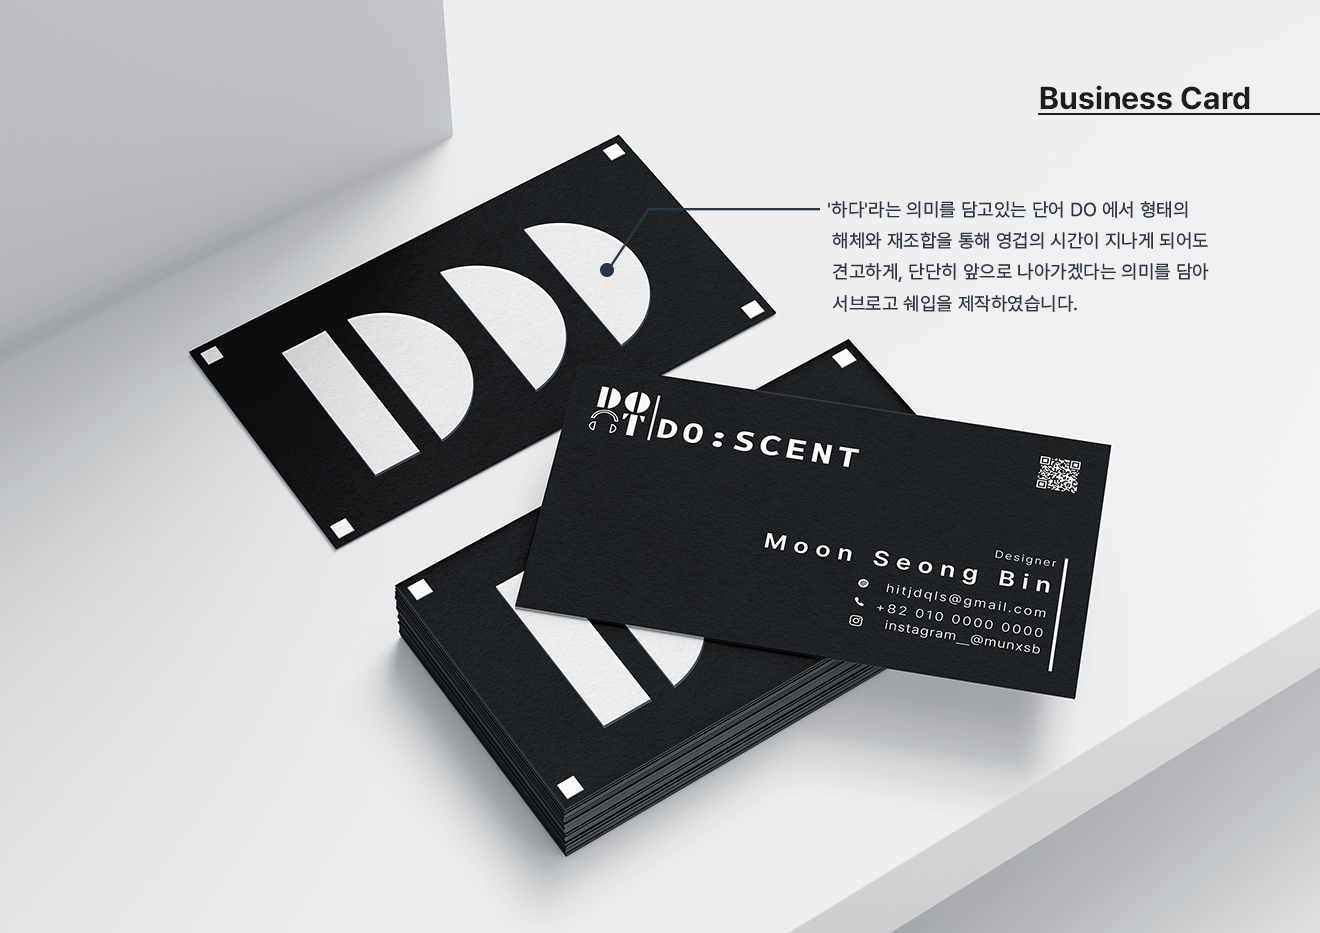 Business Card
'하다'라는 의미를 담고있는 단어 DO 에서 형태의
해체와 재조합을 통해 영겁의 시간이 지나게 되어도
견고하게, 단단히 앞으로 나아가겠다는 의미를 담아
서브로고 쉐입을 제작하였습니다.
DO
T
DO:SCENT
Designer
Moon Seong Bin
hitjdqls@gmail.com
+82 010 0000 0000
instagram__@munxsb